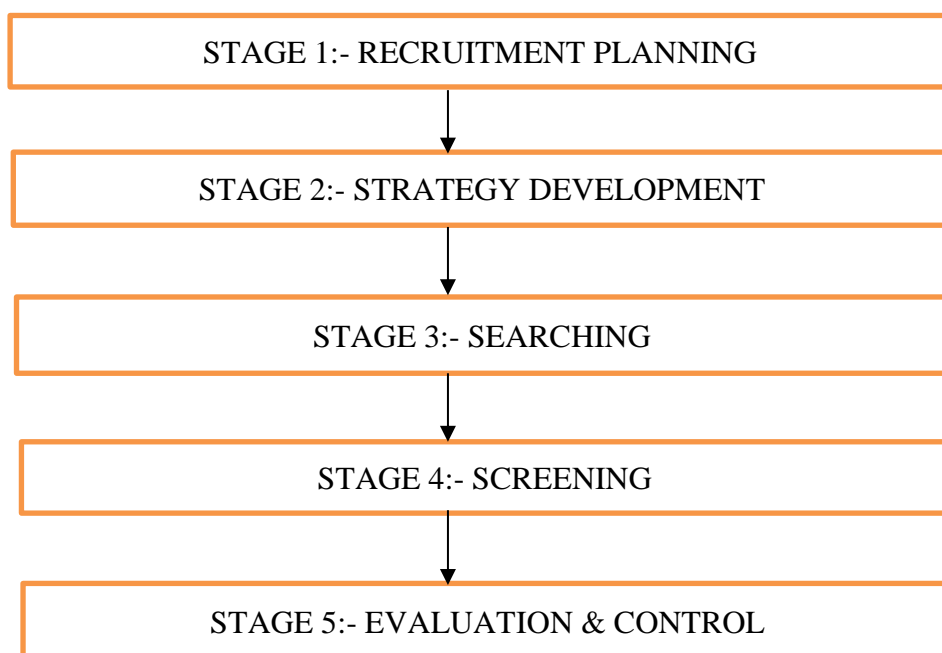 STAGE 1:- RECRUITMENT PLANNING
STAGE 2:- STRATEGY DEVELOPMENT
STAGE 3:- SEARCHING
STAGE 4:- SCREENING
STAGE 5:- EVALUATION & CONTROL